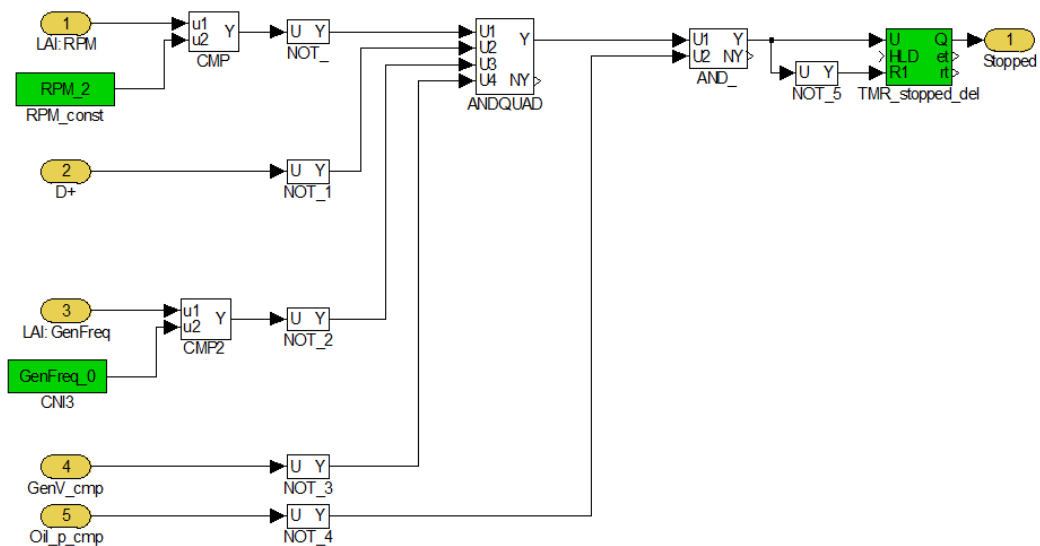 1
LAI: RPM
u1
u2
Y
CMP
U Y
NOT_
RPM_2
RPM_const
U1 Y
U2
U3
U4 NY
ANDQUAD
U1 Y
U2 NY
AND_
U Y
NOT_5
U Q
HLD et
R1 rt
TMR_stopped_del
1
Stopped
2
D+
U Y
NOT_1
3
LAI: GenFreq
u1
u2
Y
CMP2
U Y
NOT_2
GenFreq_0
CNI3
4
GenV_cmp
U Y
NOT_3
5
Oil_p_cmp
U Y
NOT_4